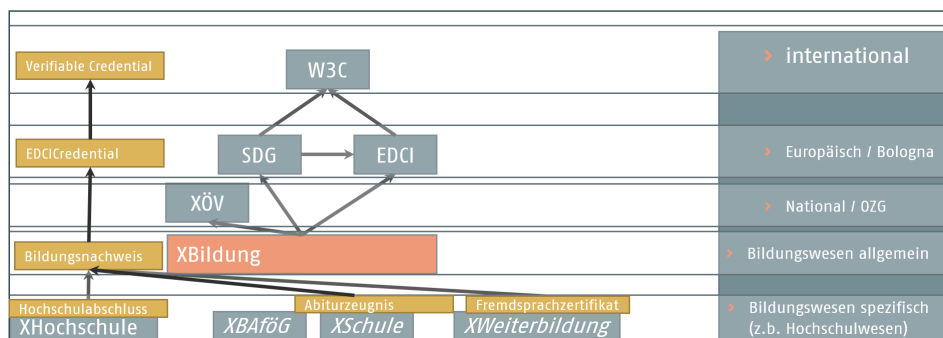 Verifiable Credential
W3C
international
EDCICredential
SDG
EDCI
Europäisch / Bologna
XÖV
National / OZG
Bildungsnachweis
XBildung
Bildungswesen allgemein
Hochschulabschluss
Abiturzeugnis
Fremdsprachzertifikat
XHochschule
XBAföG
XSchule
XWeiterbildung
Bildungswesen spezifisch
(z.b. Hochschulwesen)